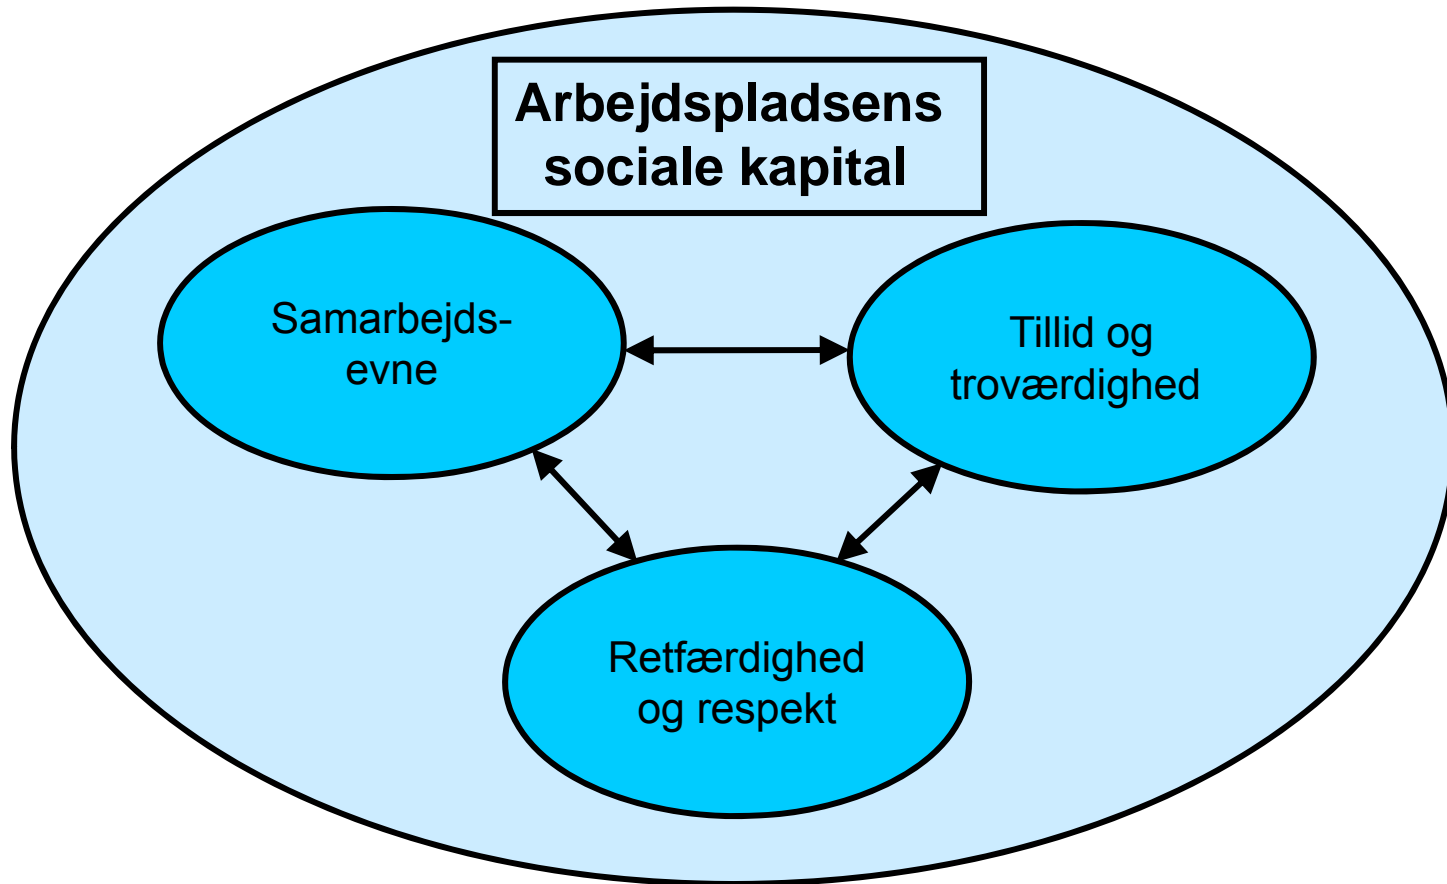 Arbejdspladsens
sociale kapital
Samarbejds-
evne
Tillid og
troværdighed
Retfærdighed
og respekt